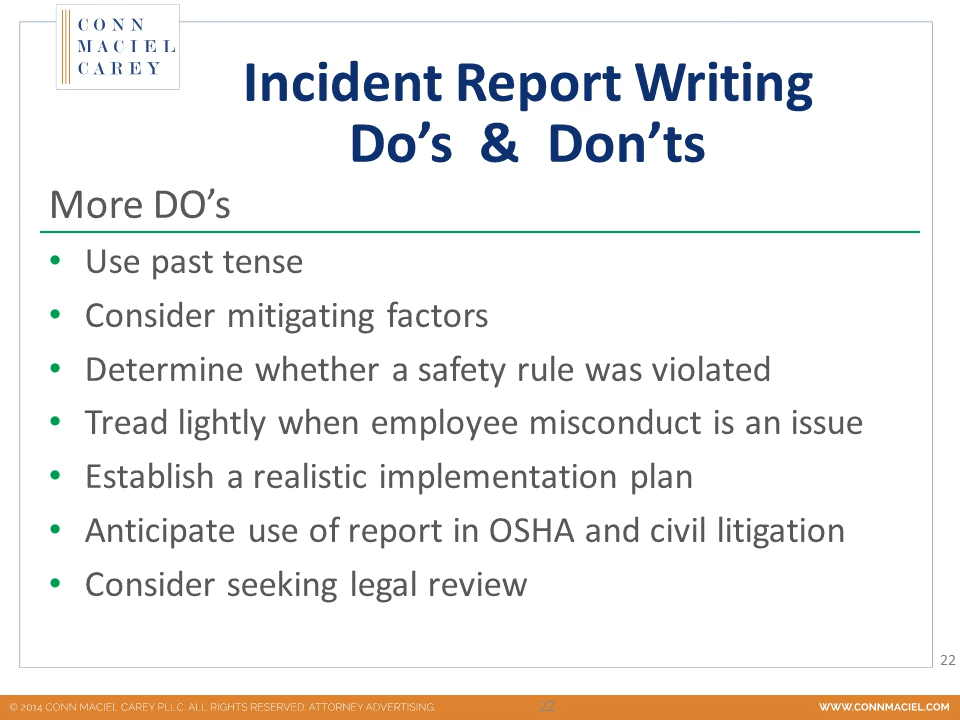 CONN
MACIEL
CAREY
Incident Report Writing
Do’s & Don’ts
More DO’s
• Use past tense
• Consider mitigating factors
• Determine whether a safety rule was violated
• Tread lightly when employee misconduct is an issue
• Establish a realistic implementation plan
• Anticipate use of report in OSHA and civil litigation
• Consider seeking legal review
22
© 2014 CONN MACIEL CAREY PLLC. ALL RIGHTS RESERVED. ATTORNEY ADVERTISING.
22
WWW.CONNMACIEL.COM